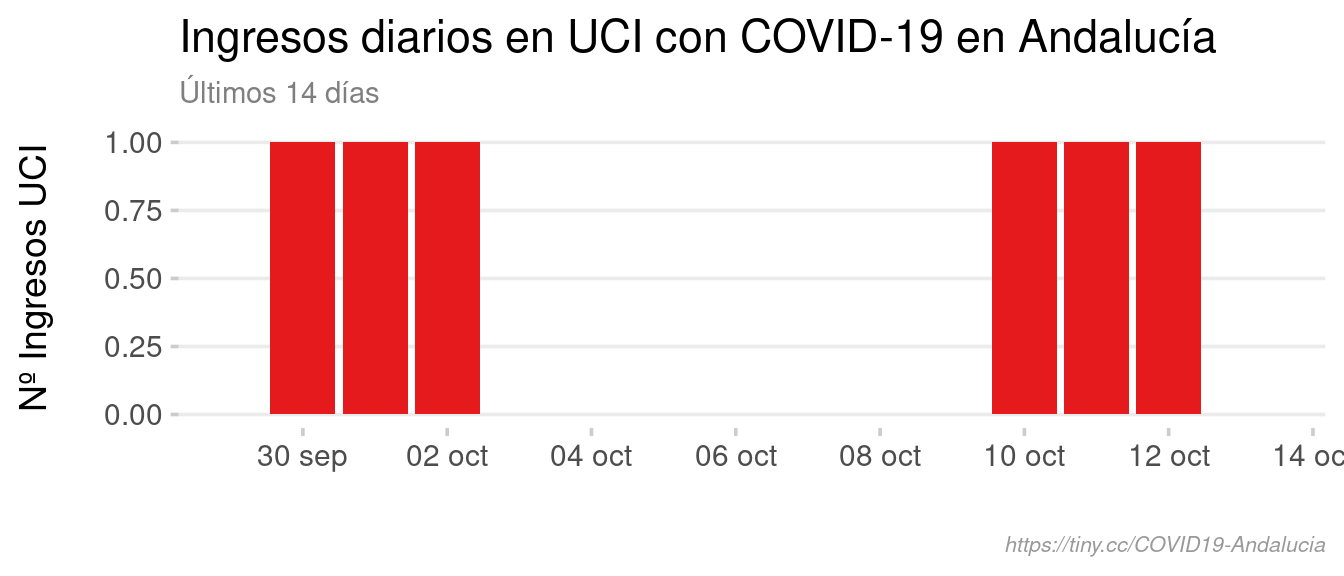 Ingresos diarios en UCI con COVID-19 en Andalucía
Últimos 14 días
Nº Ingresos UCI
1.00
0.75
0.50
0.25
0.00
30 sep 02 oct 04 oct 06 oct 08 oct 10 oct 12 oct 14 oc
https://tiny.cc/COVID19-Andalucia